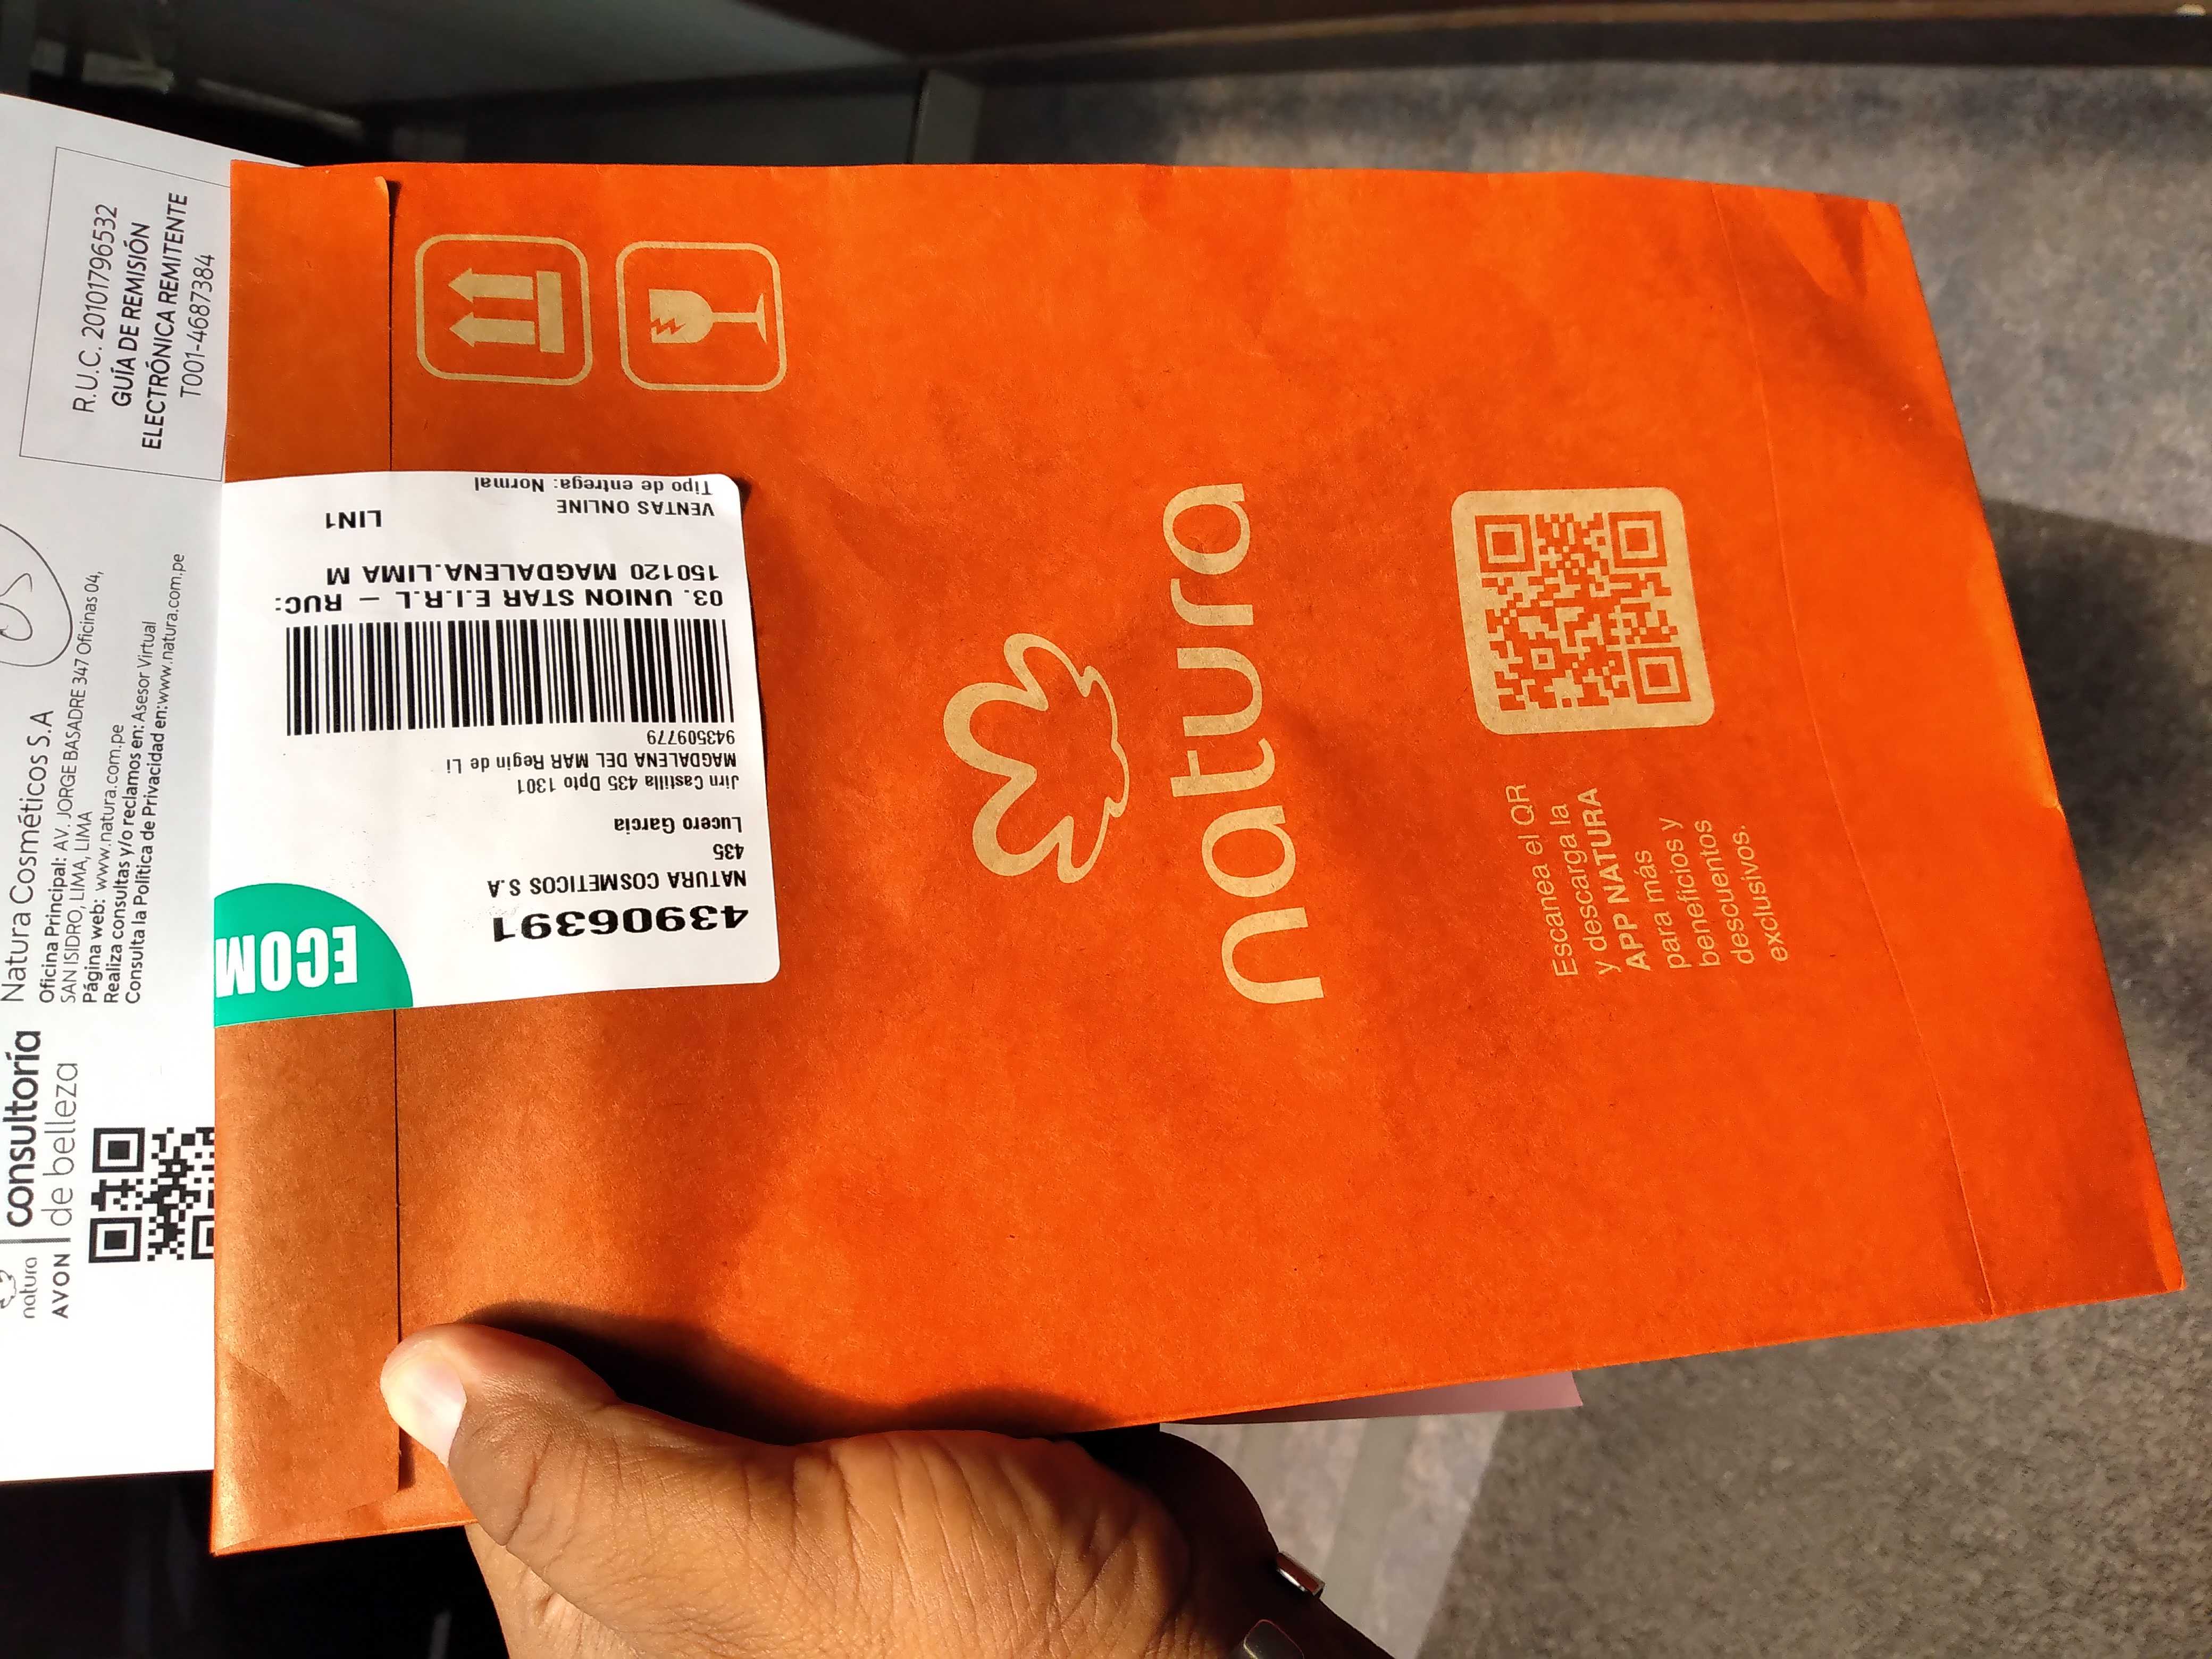 natura
AVON
consultoría
de belleza
Natura Cosméticos S.A
Oficina Principal: AV. JORGE BASADRE 347 Oficinas 04,
SAN ISIDRO, LIMA, LIMA
Página web: www.natura.com.pe
Realiza consultas y/o reclamos en: Asesor Virtual
Consulta la Política de Privacidad en:www.natura.com.pe
R.U.C. 20101796532
GUÍA DE REMISIÓN
ELECTRÓNICA REMITENTE
T001-4687384
ECOM
43906391
NATURA COSMETICOS S.A
435
Lucero Garcia
Jirn Castilla 435 Dpto 1301
MAGDALENA DEL MAR Regin de Li
943509779
03. UNION STAR E.I.R.L – RUC:
150120 MAGDALENA.LIMA M
LIN1
VENTAS ONLINE
Tipo de entrega: Normal
natura
Escanea el QR
y descarga la
APP NATURA
para más
beneficios y
descuentos
exclusivos.